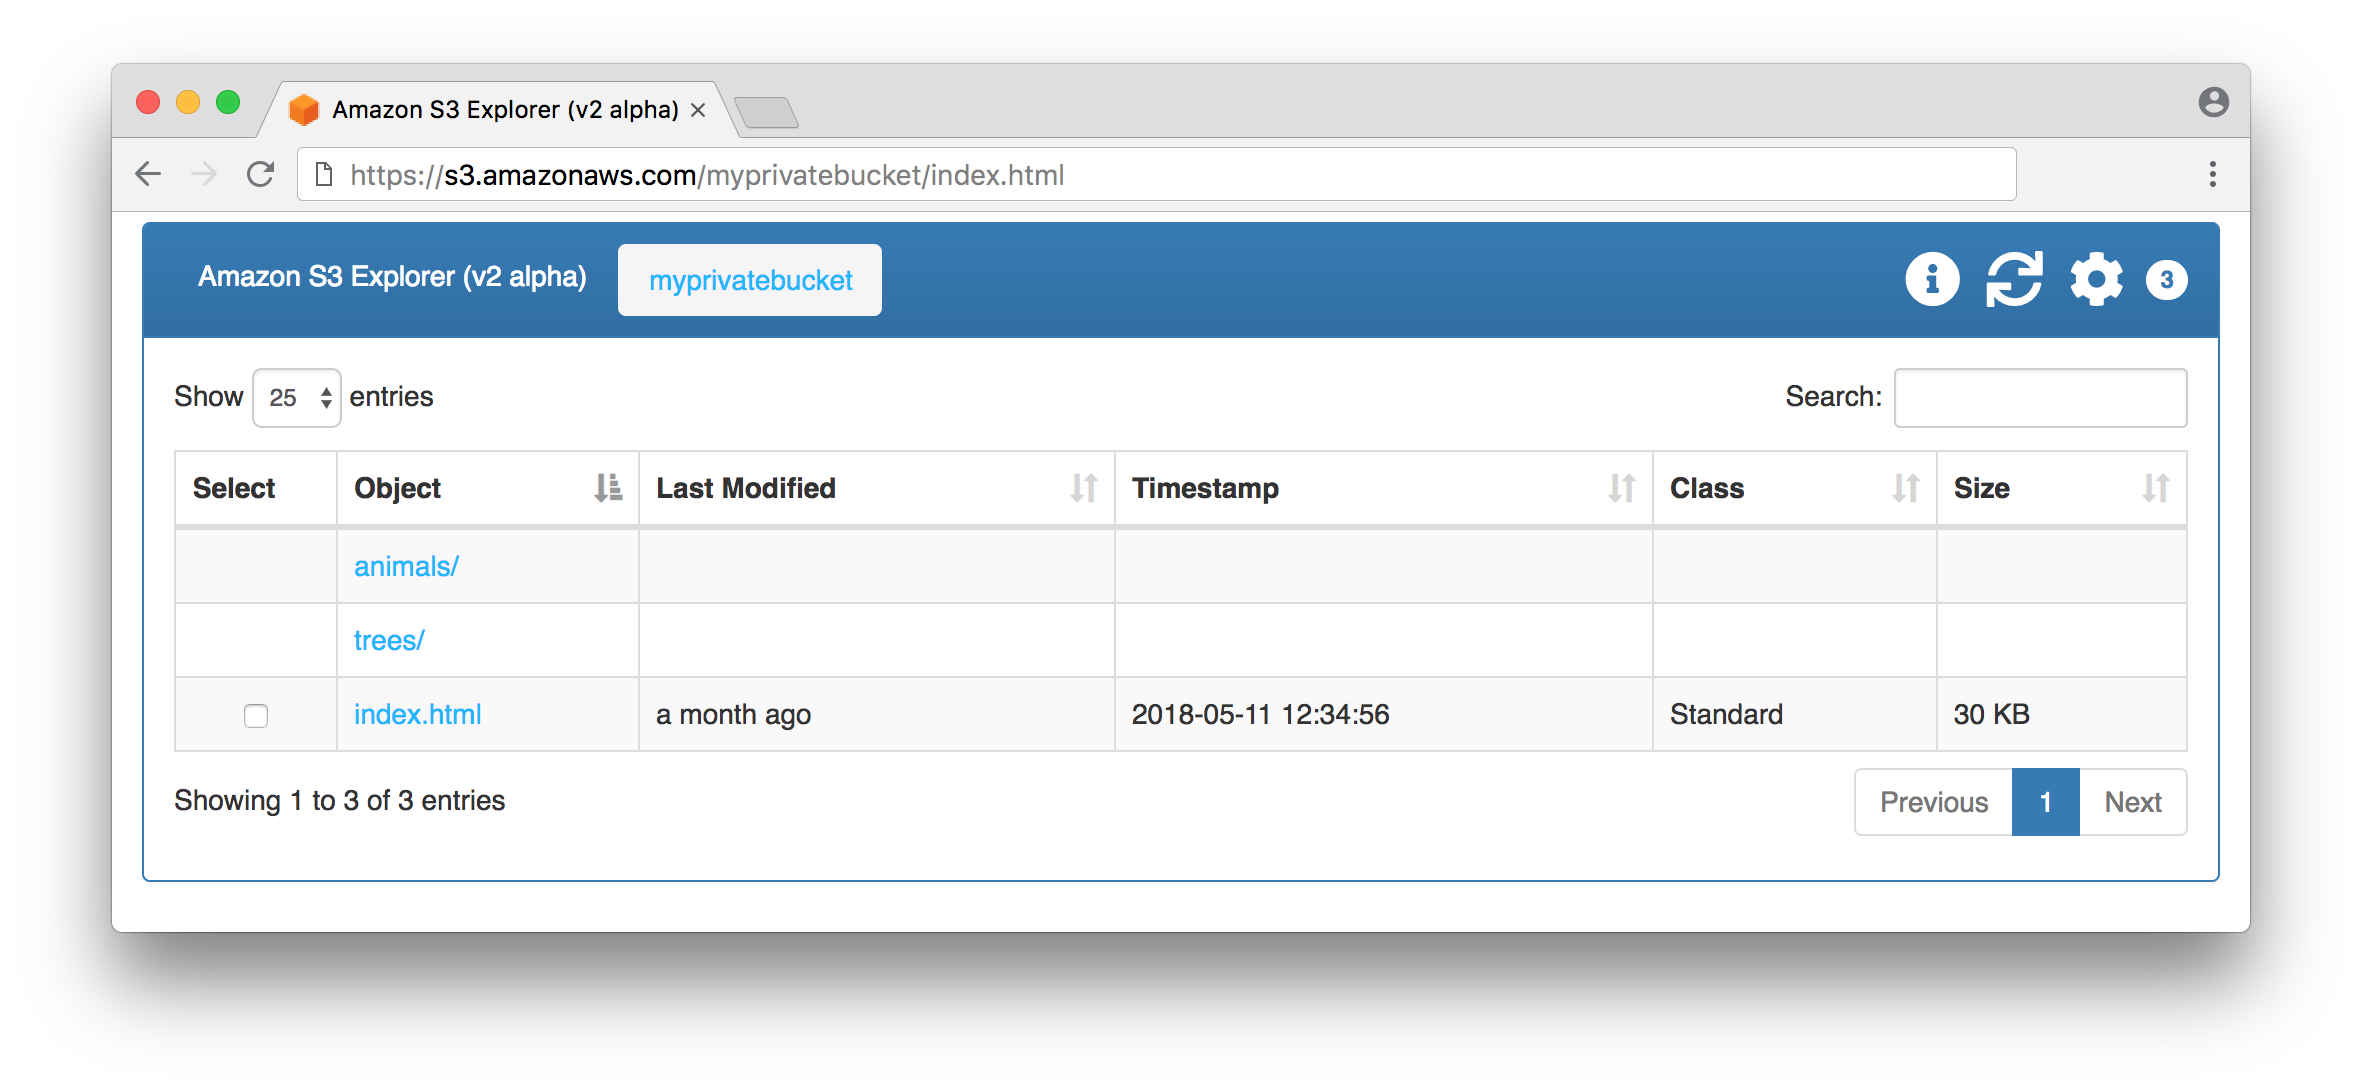 Amazon S3 Explorer (v2 alpha)
https://s3.amazonaws.com/myprivatebucket/index.html
Amazon S3 Explorer (v2 alpha) myprivatebucket 3
Show 25 entries Search:
Select Object Last Modified Timestamp Class Size
animals/
trees/
index.html a month ago 2018-05-11 12:34:56 Standard 30 KB
Showing 1 to 3 of 3 entries Previous 1 Next